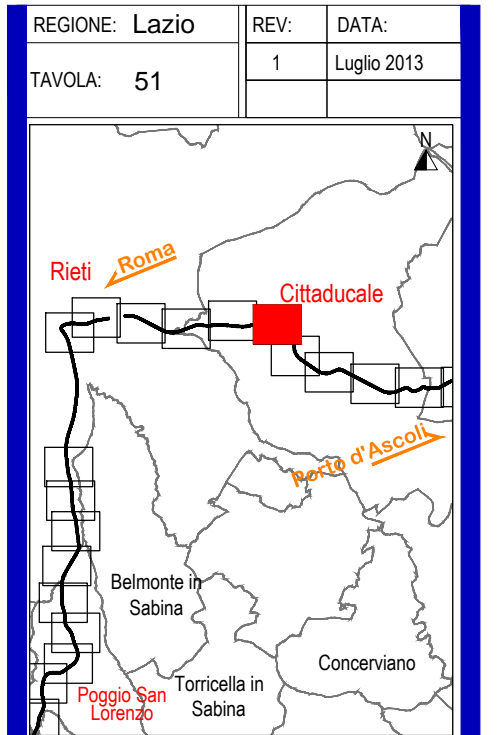 REGIONE: Lazio
REV:
DATA:
1
Luglio 2013
TAVOLA: 51
N
Roma
Rieti
Cittaducale
Porto d'Ascoli
Belmonte in
Sabina
Concerviano
Torricella in
Sabina
Poggio San
Lorenzo